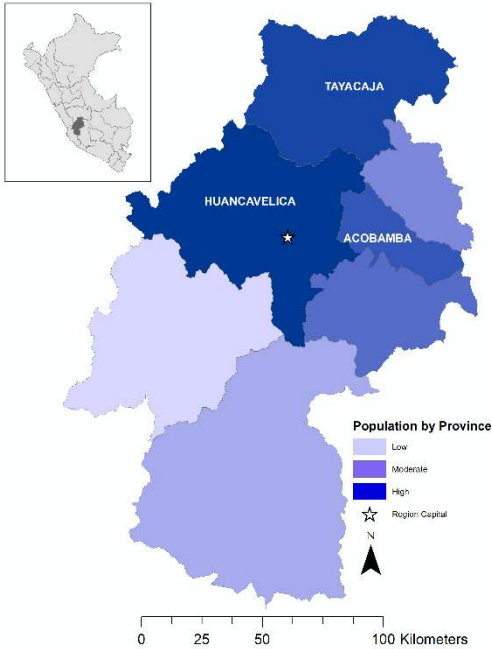 TAYACAJA
HUANCAVELICA
ACOBAMBA
Population by Province
Low
Moderate
High
Region Capital
N
0 25 50 100 Kilometers